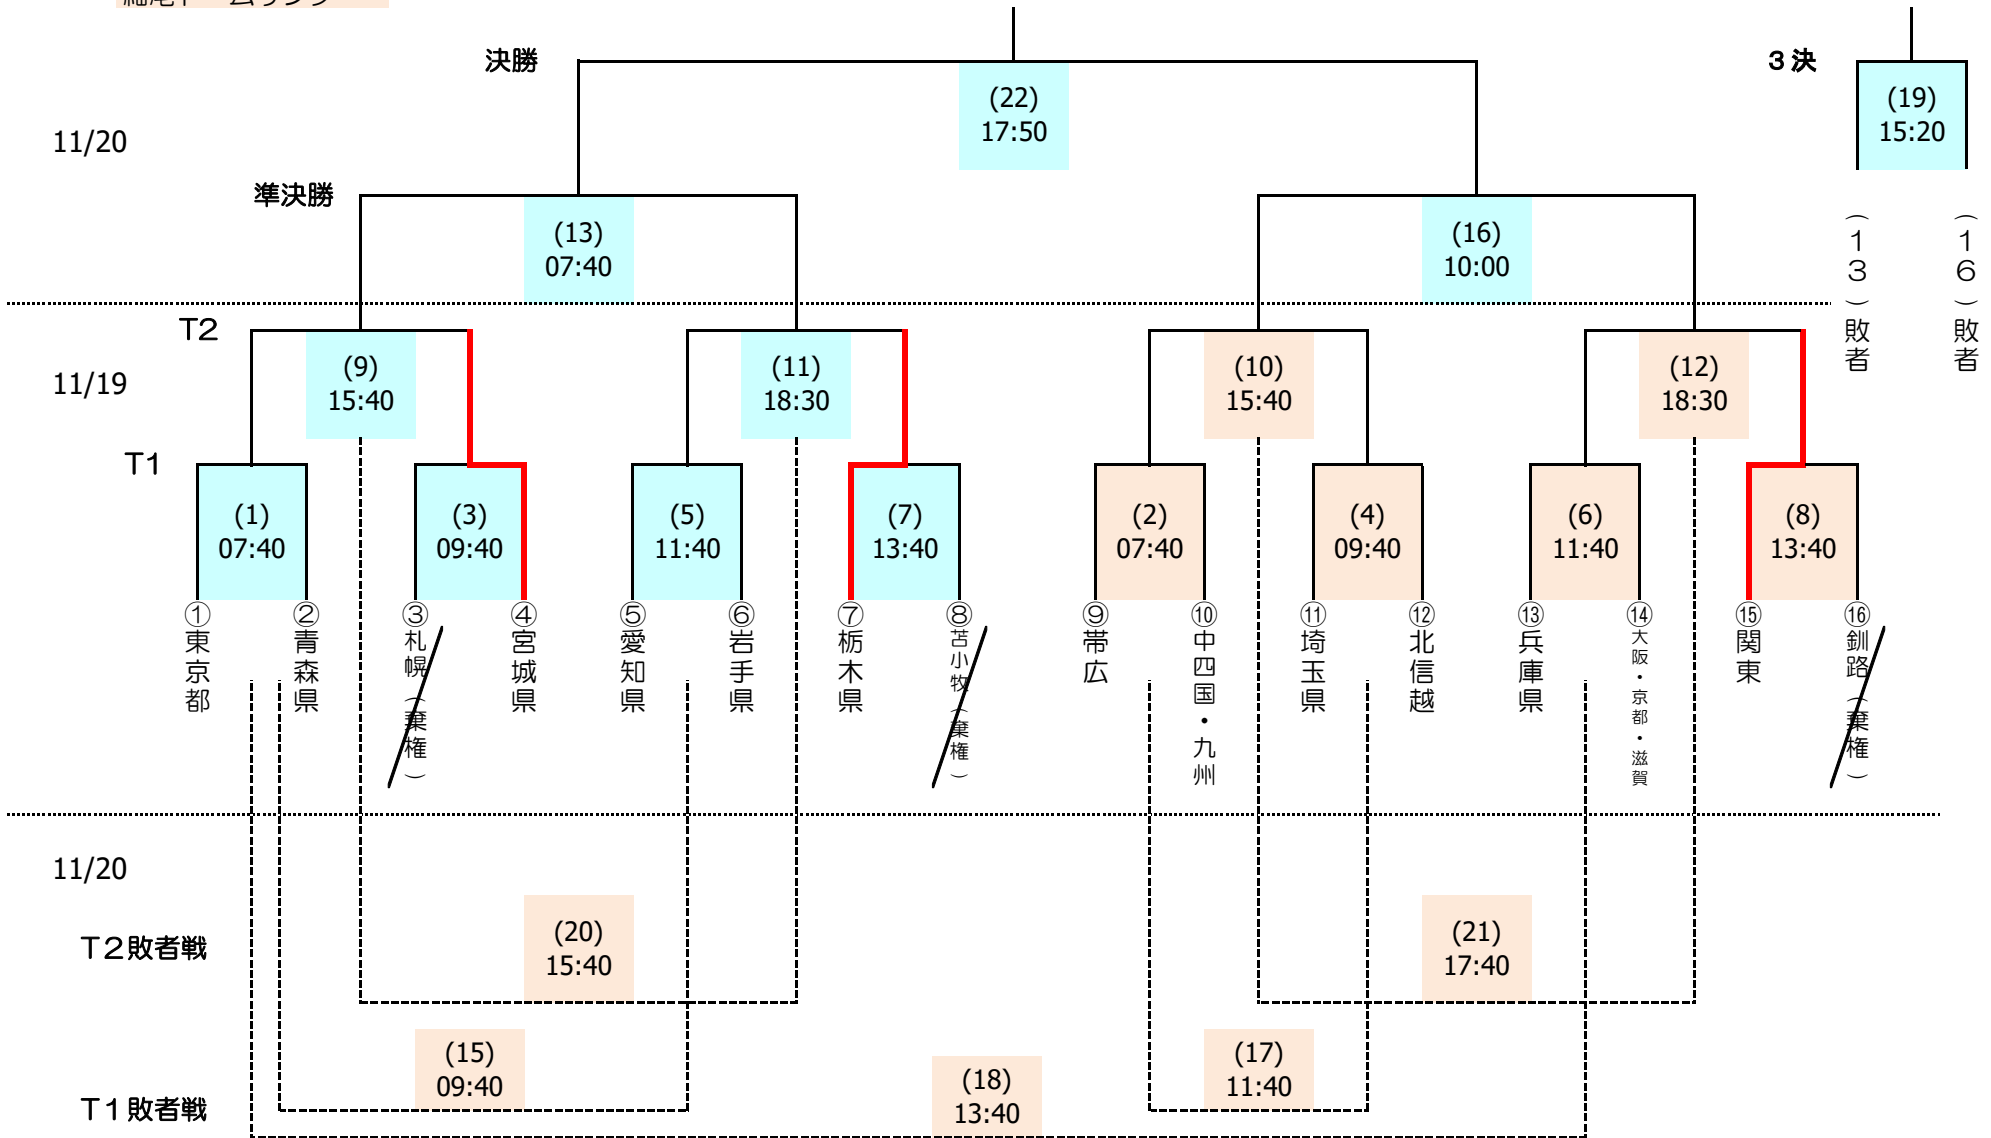 決勝
3決
(22)
17:50
(19)
15:20
11/20
準決勝
(13)
07:40
(16)
10:00
(13)敗者
(16)敗者
T2
11/19
(9)
15:40
(11)
18:30
(10)
15:40
(12)
18:30
T1
(1)
07:40
(3)
09:40
(5)
11:40
(7)
13:40
(2)
07:40
(4)
09:40
(6)
11:40
(8)
13:40
①東京都
②青森県
③札幌(棄権)
④宮城県
⑤愛知県
⑥岩手県
⑦栃木県
⑧苫小牧(棄権)
⑨帯広
⑩中四国・九州
⑪埼玉県
⑫北信越
⑬兵庫県
⑭大阪・京都・滋賀
⑮関東
⑯釧路(棄権)
11/20
T2敗者戦
(20)
15:40
(21)
17:40
T1敗者戦
(15)
09:40
(18)
13:40
(17)
11:40